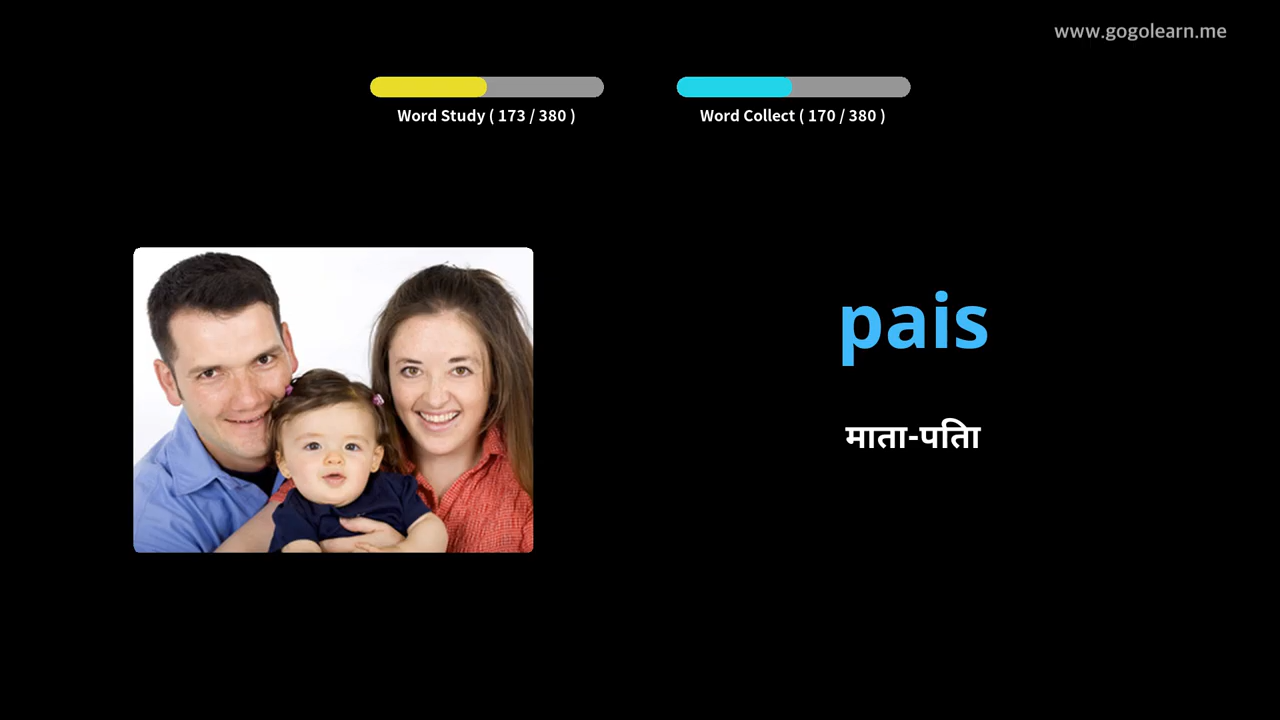 www.gogolearn.me
Word Study ( 173 / 380 )
Word Collect ( 170 / 380 )
pais
माता-पिता